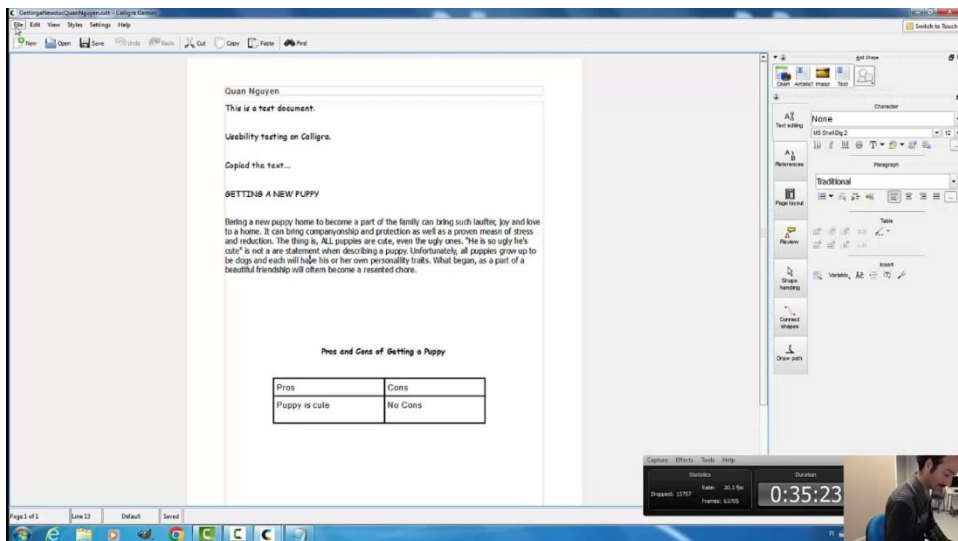 GettingaNewdocQuanNguyen.odt - Calligra Gemini
File Edit View Styles Settings Help
Switch to Touch
New Open Save Undo Redo Cut Copy Paste Find
Add Shape
Chart Artistic Image Text
Quan Nguyen
This is a test document.
Usebility teeting on Calligra.
Copied the text...
GETTING A NEW PUPPY
Bering a new puppy home to become a part of the family can bring such laufter, joy and love
to a home. It can bring companyonship and protection as well as a proven measn of stress
and reduction. The thing is, ALL puppies are cute, even the ugly ones. "He is so ugly he's
cute" is not a are statement when describing a puppy. Unfortunately, all puppies grow up to
be dogs and each will have his or her own personallity traits. What began, as a part of a
beautiful friendship will oftem become a resented chore.
Pros and Cons of Getting a Puppy
Pros Cons
Puppy is cute No Cons
Character
Text editing
None
MS Shell Dlg 2 12
References
Paragraph
Traditional
Page layout
Table
Review
Insert
Variable
Shape handling
Connect shapes
Draw path
Capture Effects Tools Help
Statistics Duration
Dropped: 15757
Rate: 20.3 fps
Frames: 63705
0:35:23
Page 1 of 1 Line 13 Default Saved